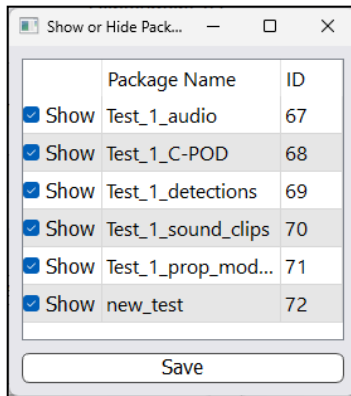 Show or Hide Pack...
Package Name ID
Show Test_1_audio 67
Show Test_1_C-POD 68
Show Test_1_detections 69
Show Test_1_sound_clips 70
Show Test_1_prop_mod... 71
Show new_test 72
Save